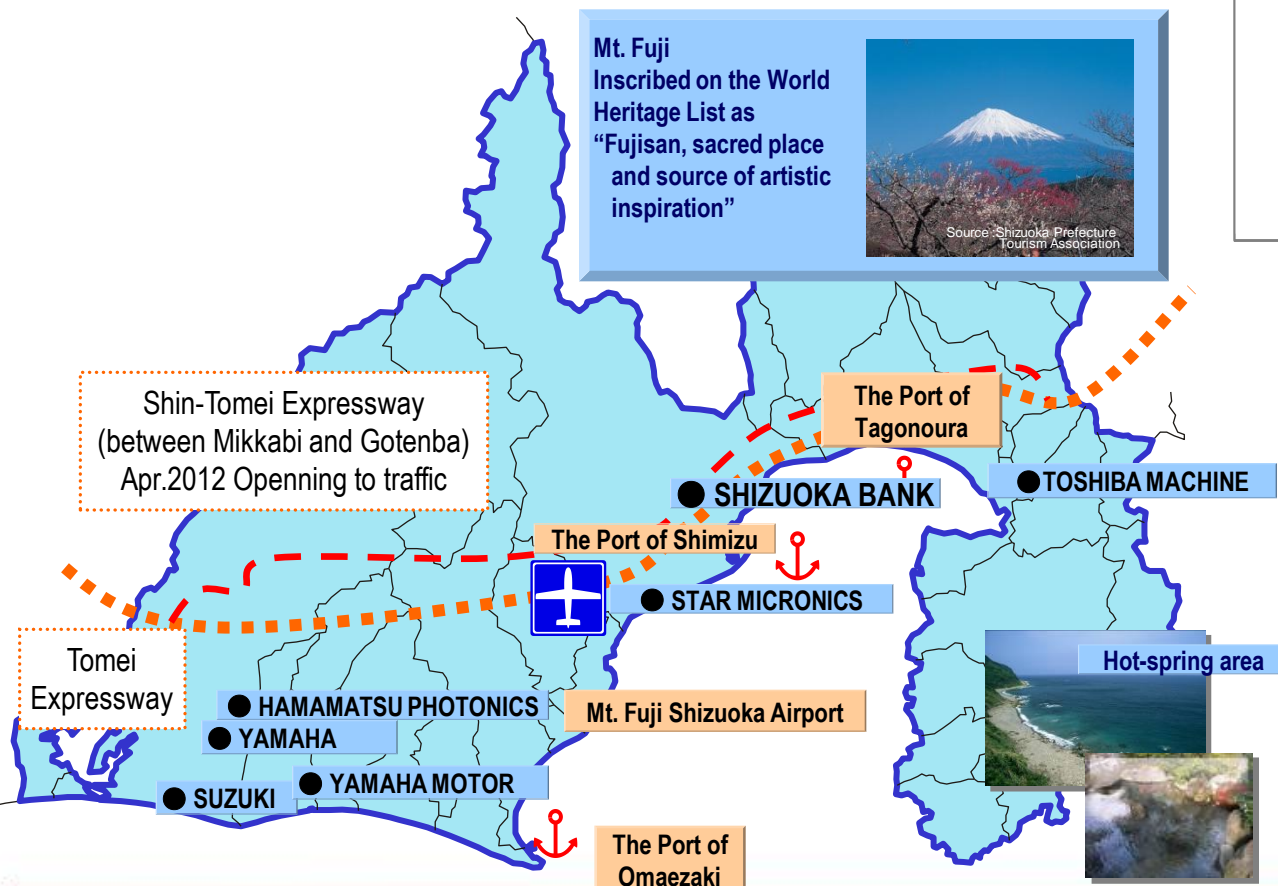 Mt. Fuji
Inscribed on the World
Heritage List as
“Fujisan, sacred place
and source of artistic
inspiration”
Source :Shizuoka Prefecture
Tourism Association
Shin-Tomei Expressway
(between Mikkabi and Gotenba)
Apr.2012 Openning to traffic
The Port of
Tagonoura
TOSHIBA MACHINE
SHIZUOKA BANK
The Port of Shimizu
STAR MICRONICS
Tomei
Expressway
Hot-spring area
HAMAMATSU PHOTONICS
Mt. Fuji Shizuoka Airport
YAMAHA
YAMAHA MOTOR
SUZUKI
The Port of
Omaezaki